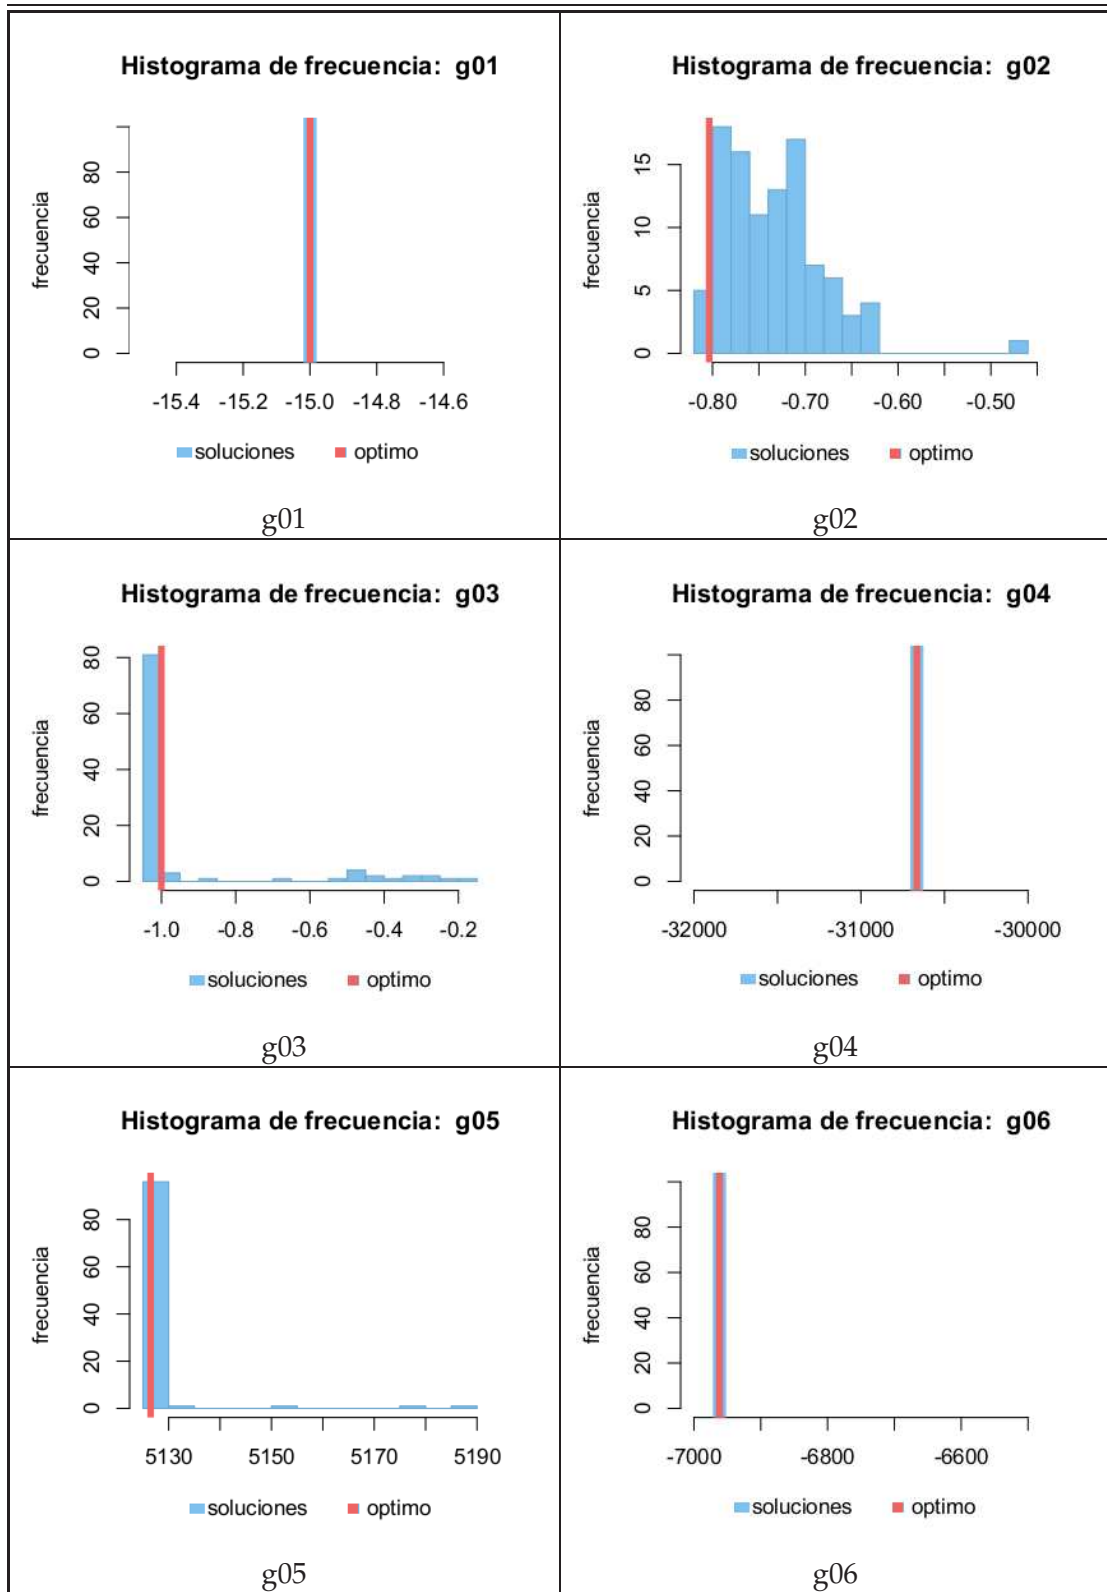 Histograma de frecuencia: g01
frecuencia
0 20 40 60 80
-15.4 -15.2 -15.0 -14.8 -14.6
soluciones optimo
g01
Histograma de frecuencia: g02
frecuencia
0 5 10 15
-0.80 -0.70 -0.60 -0.50
soluciones optimo
g02
Histograma de frecuencia: g03
frecuencia
0 20 40 60 80
-1.0 -0.8 -0.6 -0.4 -0.2
soluciones optimo
g03
Histograma de frecuencia: g04
frecuencia
0 20 40 60 80
-32000 -31000 -30000
soluciones optimo
g04
Histograma de frecuencia: g05
frecuencia
0 20 40 60 80
5130 5150 5170 5190
soluciones optimo
g05
Histograma de frecuencia: g06
frecuencia
0 20 40 60 80
-7000 -6800 -6600
soluciones optimo
g06